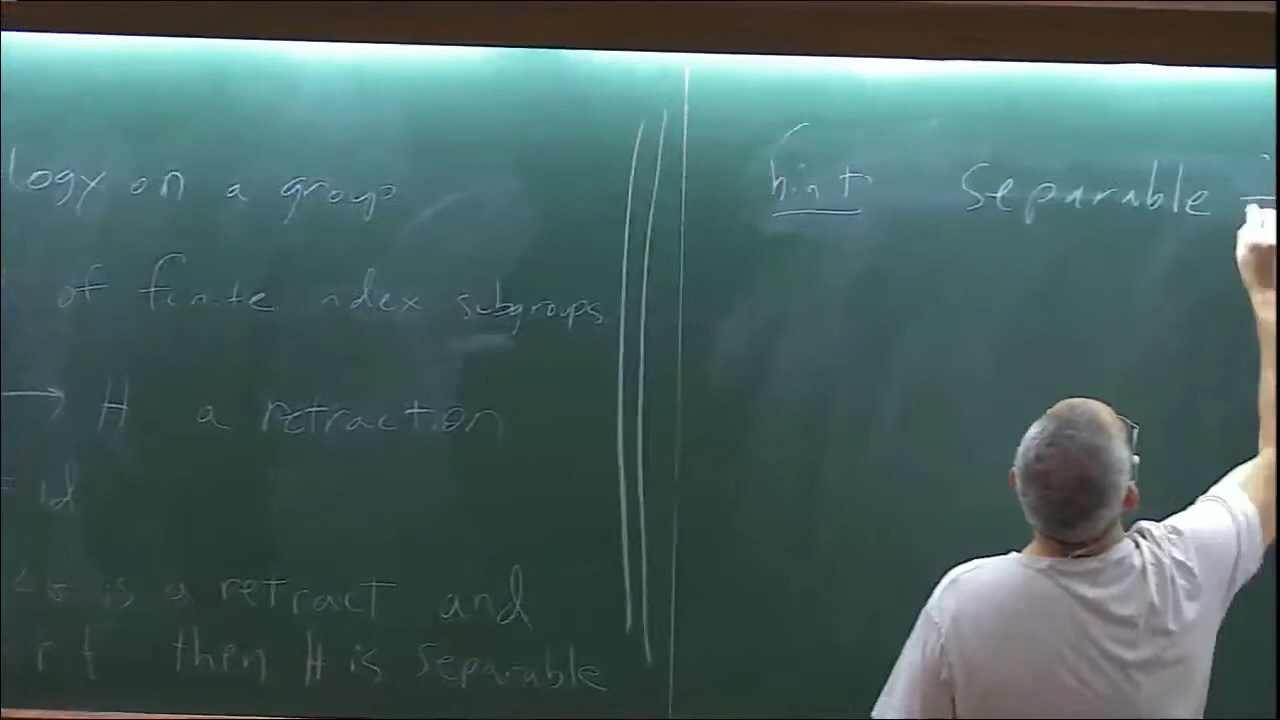 logy on a group
of finite index subgroups
→ H a retraction
= id
is a retract and
r f then H is separable
hint Separable